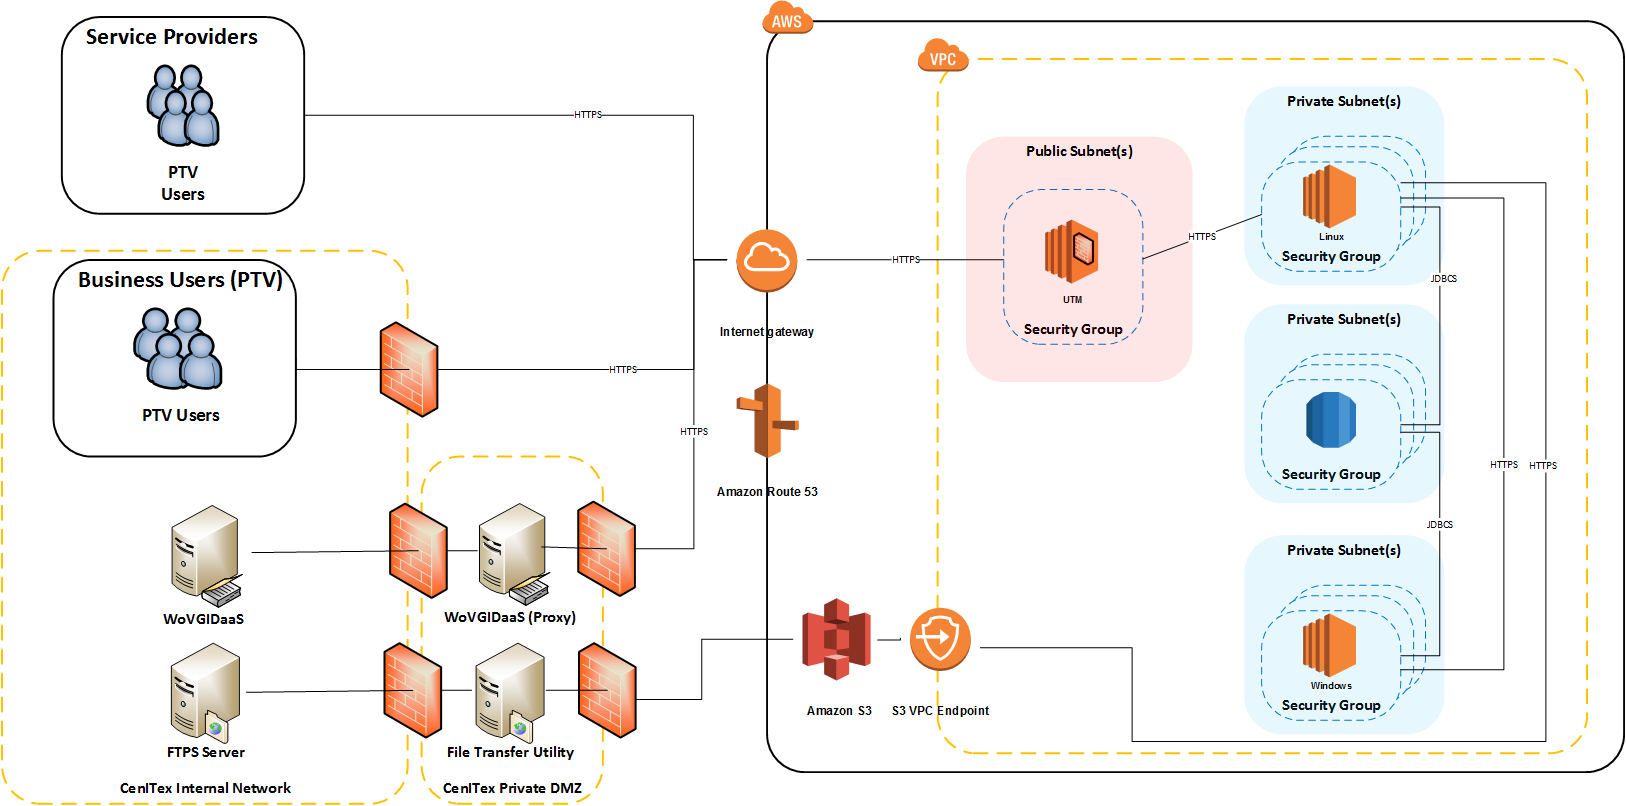 Service Providers
PTV
Users
HTTPS
Business Users (PTV)
PTV Users
HTTPS
HTTPS
WoVGIDaaS
WoVGIDaaS (Proxy)
FTPS Server
File Transfer Utility
CenITex Internal Network
CenITex Private DMZ
AWS
VPC
Internet gateway
Amazon Route 53
Amazon S3
S3 VPC Endpoint
HTTPS
Public Subnet(s)
UTM
Security Group
HTTPS
Private Subnet(s)
Linux
Security Group
JDBCS
Private Subnet(s)
Security Group
HTTPS
HTTPS
JDBCS
Private Subnet(s)
Windows
Security Group